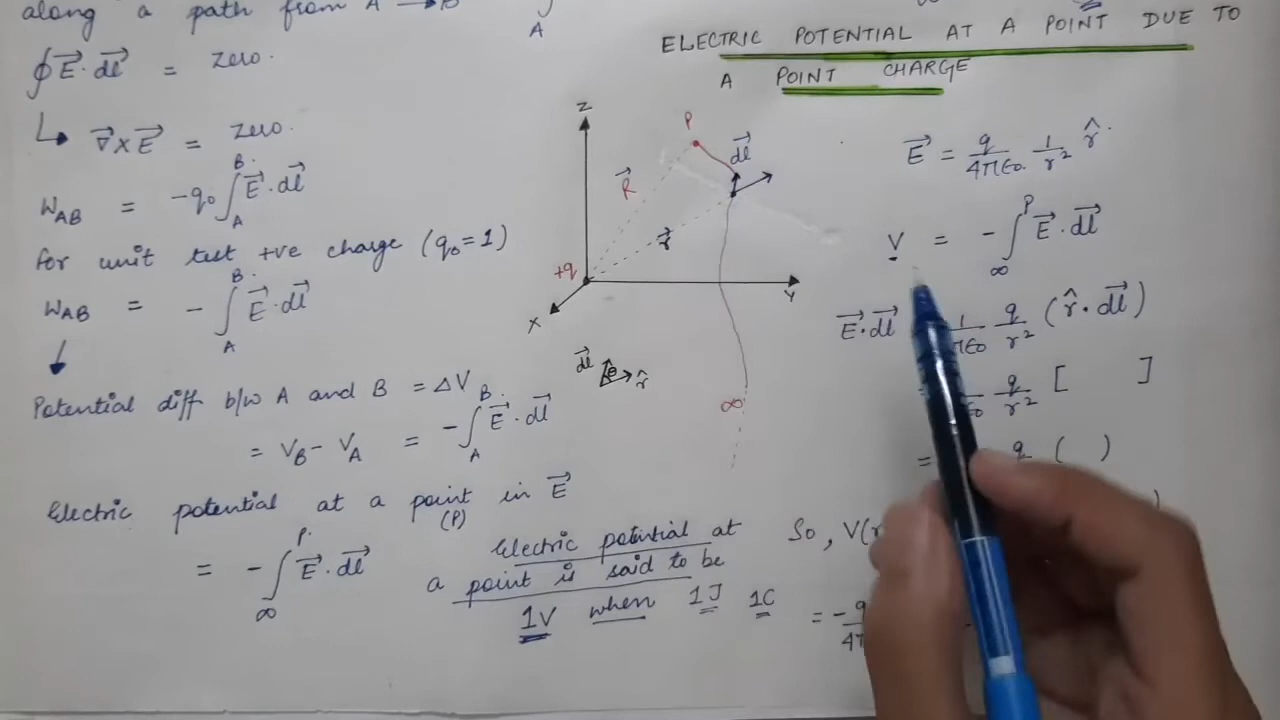 along a path from A → B
∮E⃗·dl⃗ = zero.
↳ ∇⃗×E⃗ = zero.
W_AB = -q₀∫_A^B E⃗·dl⃗
for unit test +ve charge (q₀=1)
W_AB = -∫_A^B E⃗·dl⃗
↓
Potential diff b/w A and B = ΔV
= V_B - V_A = -∫_A^B E⃗·dl⃗
Electric potential at a point in E⃗
(P)
= -∫_∞^P E⃗·dl⃗
Electric potential at
a point is said to be
1V when 1J 1C
A
Z
P
dl⃗
R⃗
r⃗
+q
Y
X
dl⃗
θ
r̂
∞
ELECTRIC POTENTIAL AT A POINT DUE TO
A POINT CHARGE
E⃗ = q/4πε₀. 1/r² r̂.
V = -∫_∞^P E⃗·dl⃗
E⃗·dl⃗ q/r² (r̂·dl⃗)
q/r² [ ]
= q ( )
So, V(r
= -q